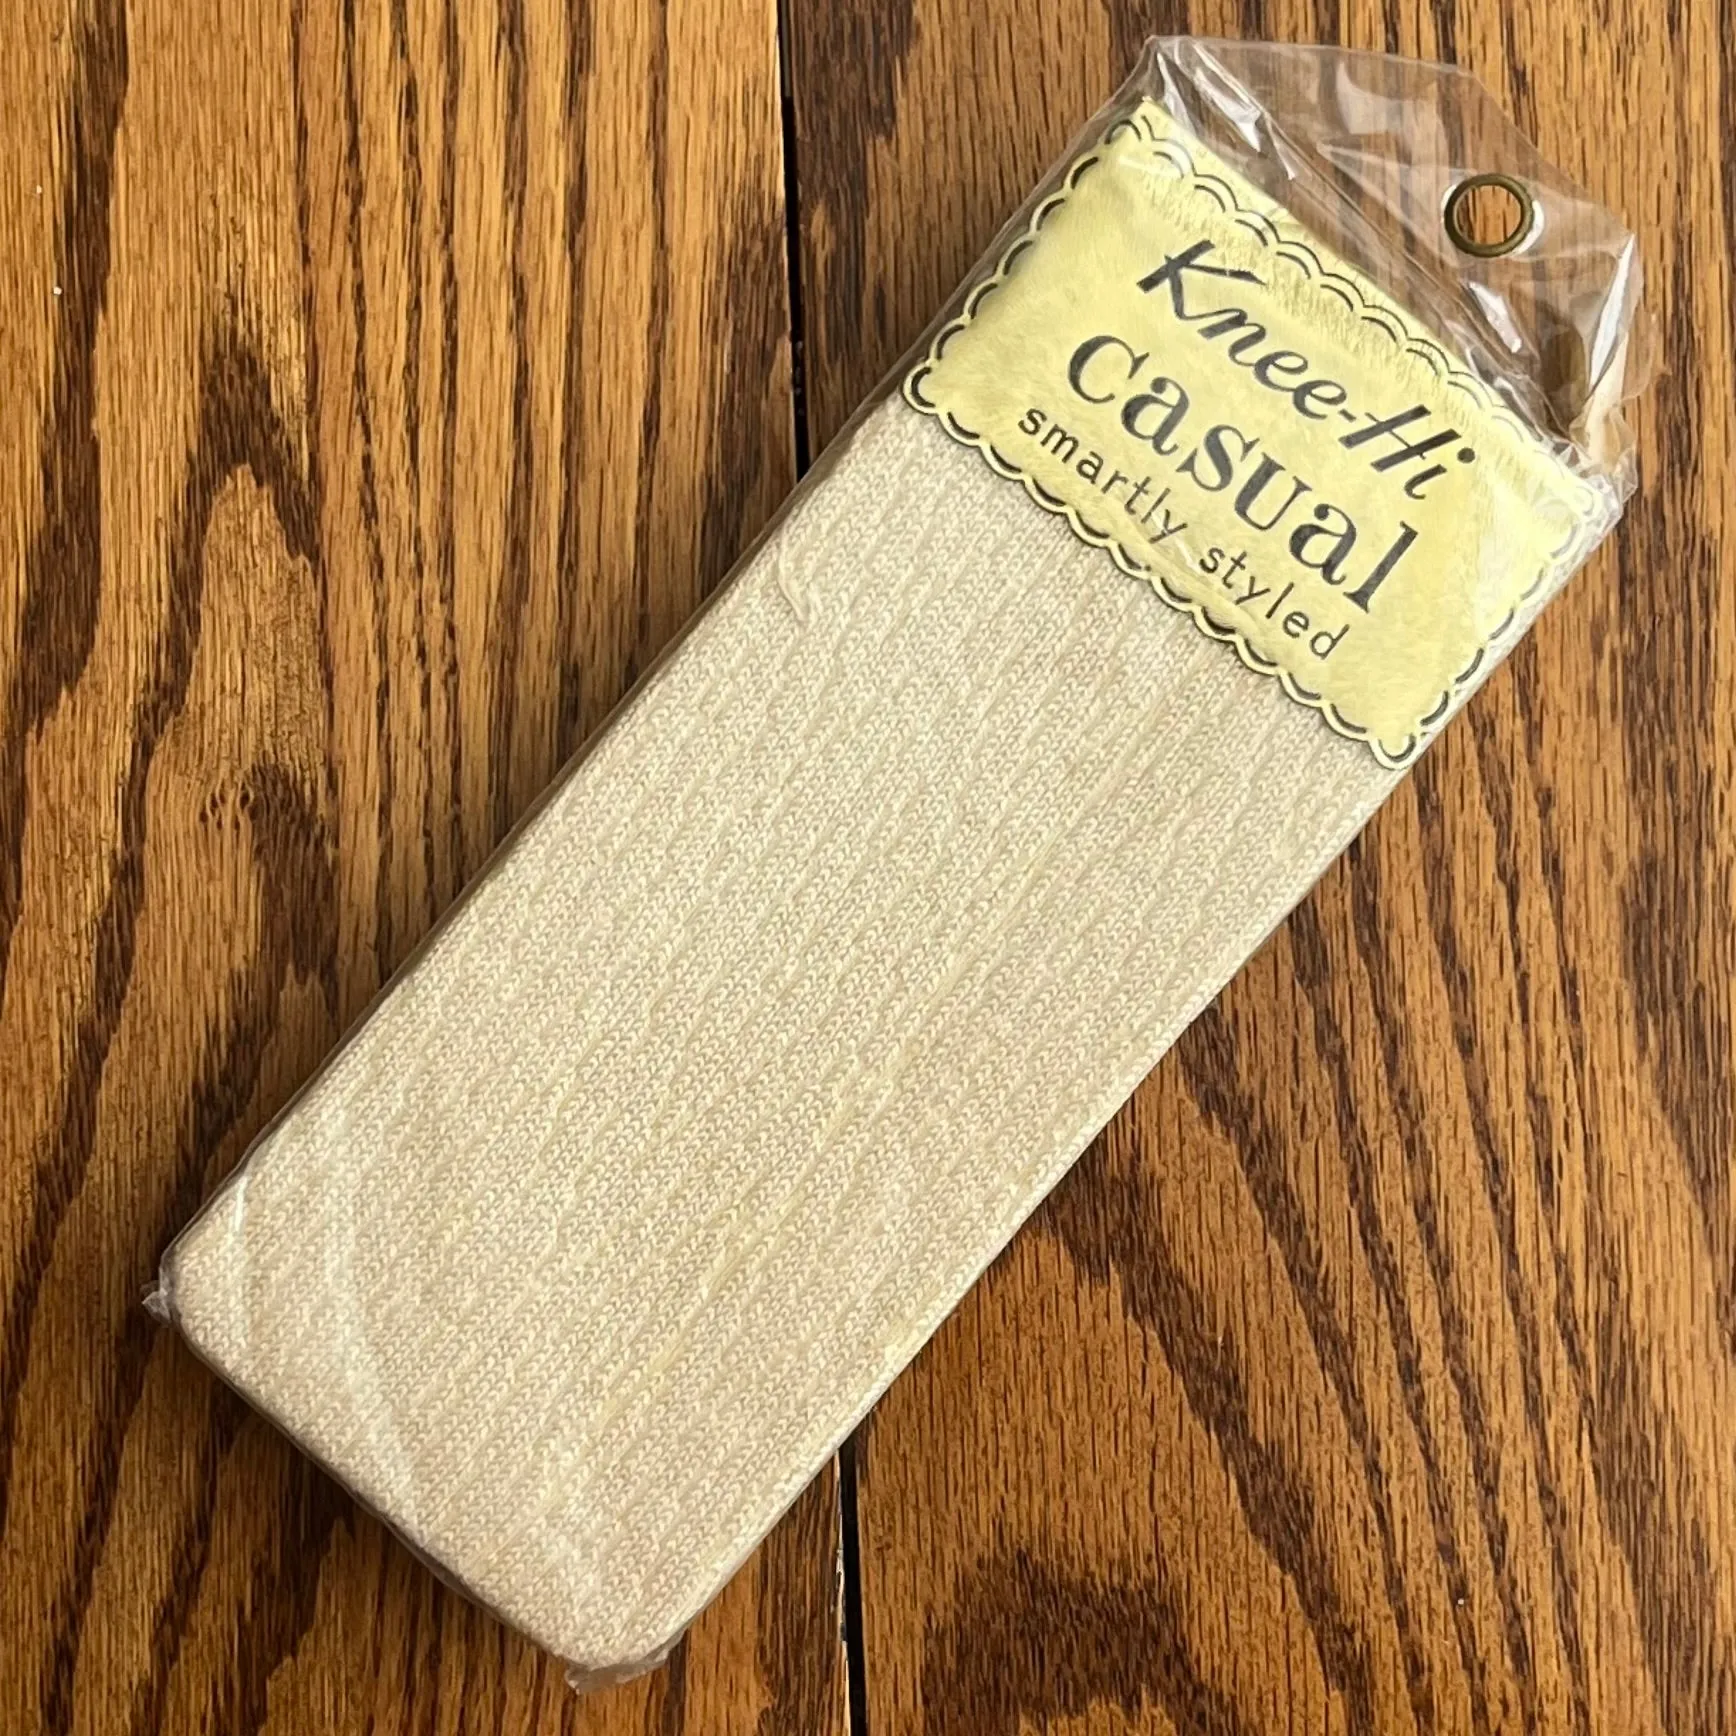 Knee-Hi
casual
smartly styled